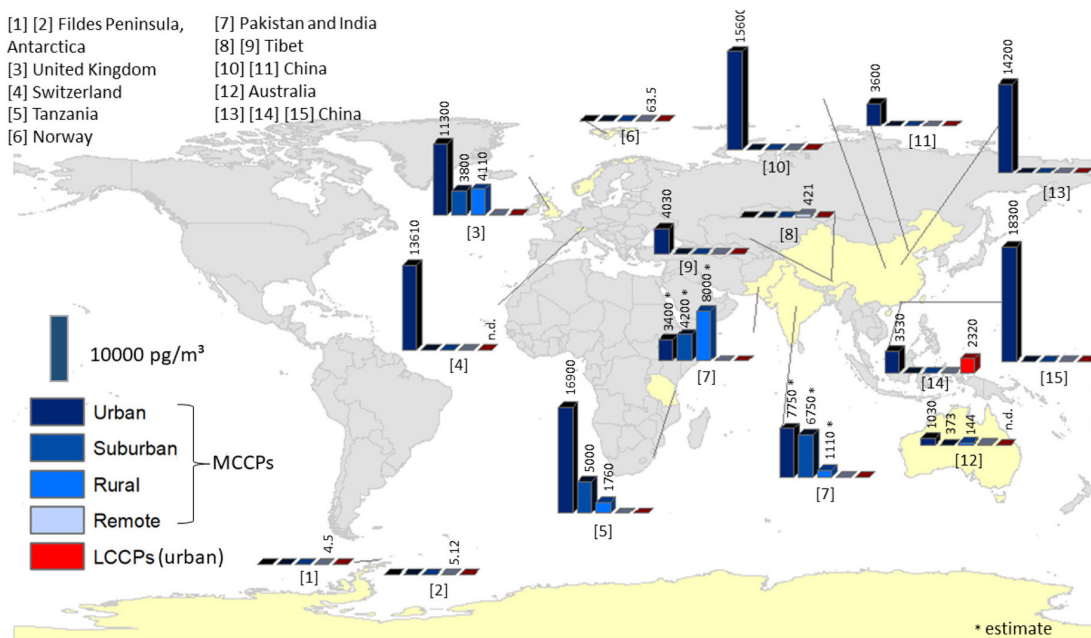 [1] [2] Fildes Peninsula,
Antarctica
[3] United Kingdom
[4] Switzerland
[5] Tanzania
[6] Norway
[7] Pakistan and India
[8] [9] Tibet
[10] [11] China
[12] Australia
[13] [14] [15] China
11300
3800
4110
[3]
63.5
[6]
15600
[10]
3600
[11]
14200
[13]
13610
n.d.
[4]
4030
[9]
421
[8]
18300
[15]
3400 *
4200 *
8000 *
[7]
3530
2320
[14]
16900
5000
1760
[5]
7750 *
6750 *
1110 *
[7]
1030
373
144
n.d.
[12]
10000 pg/m³
Urban
Suburban
Rural
Remote
MCCPs
LCCPs (urban)
4.5
[1]
5.12
[2]
* estimate